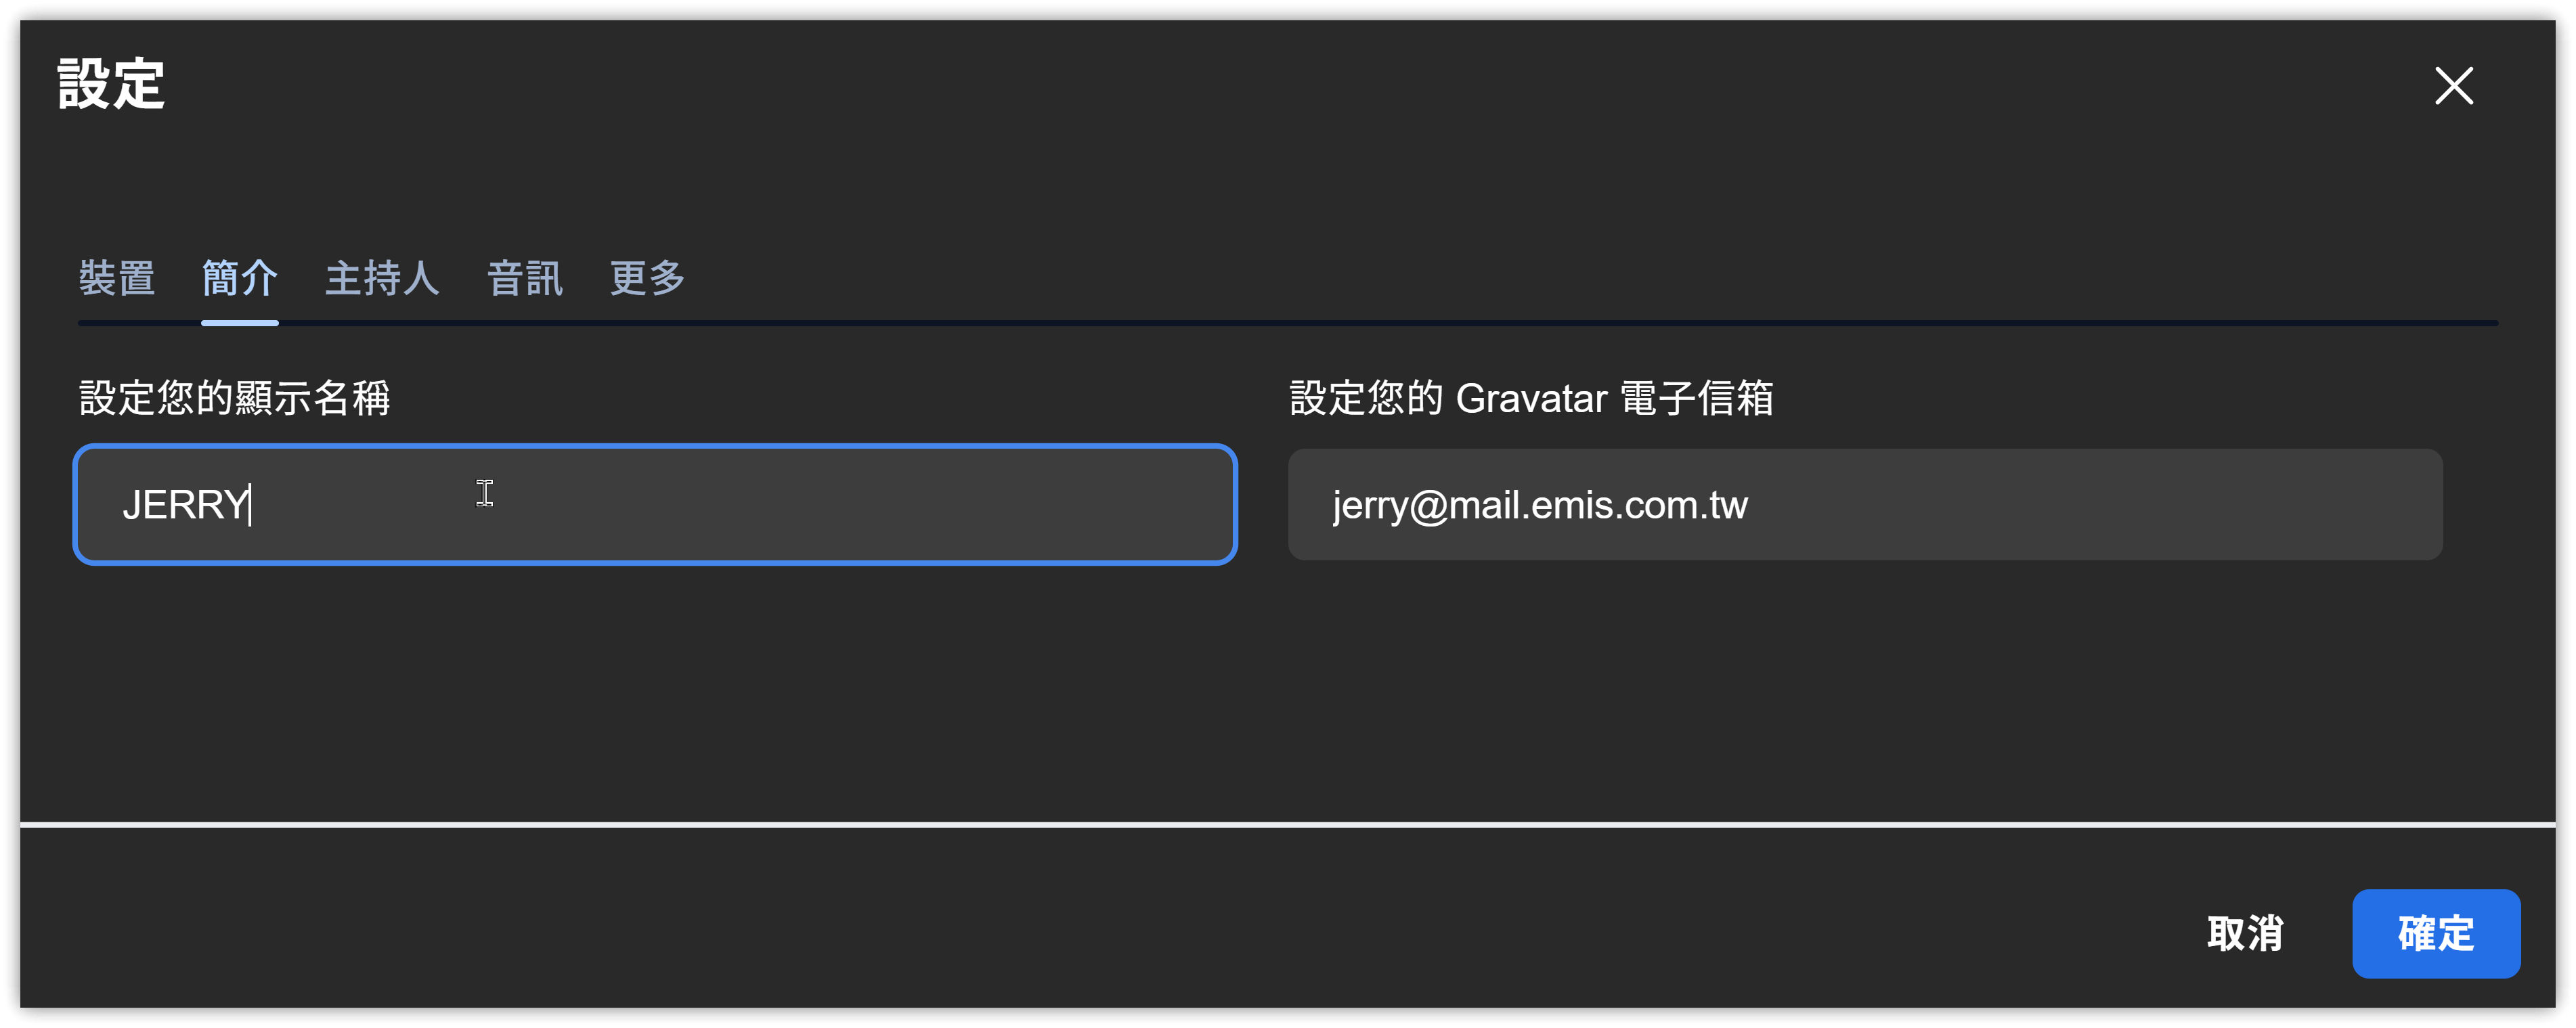 設定
裝置 簡介 主持人 音訊 更多
設定您的顯示名稱
JERRY
設定您的 Gravatar 電子信箱
jerry@mail.emis.com.tw
取消 確定